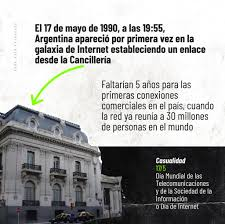 El 17 de mayo de 1990, a las 19:55,
Argentina apareció por primera vez en la
galaxia de Internet estableciendo un enlace
desde la Cancillería
Faltarían 5 años para las
primeras conexiones
comerciales en el país, cuando
la red ya reunía a 30 millones
de personas en el mundo
Casualidad
17/5
Día Mundial de las
Telecomunicaciones
y de la Sociedad de la
Información
o Día de Internet